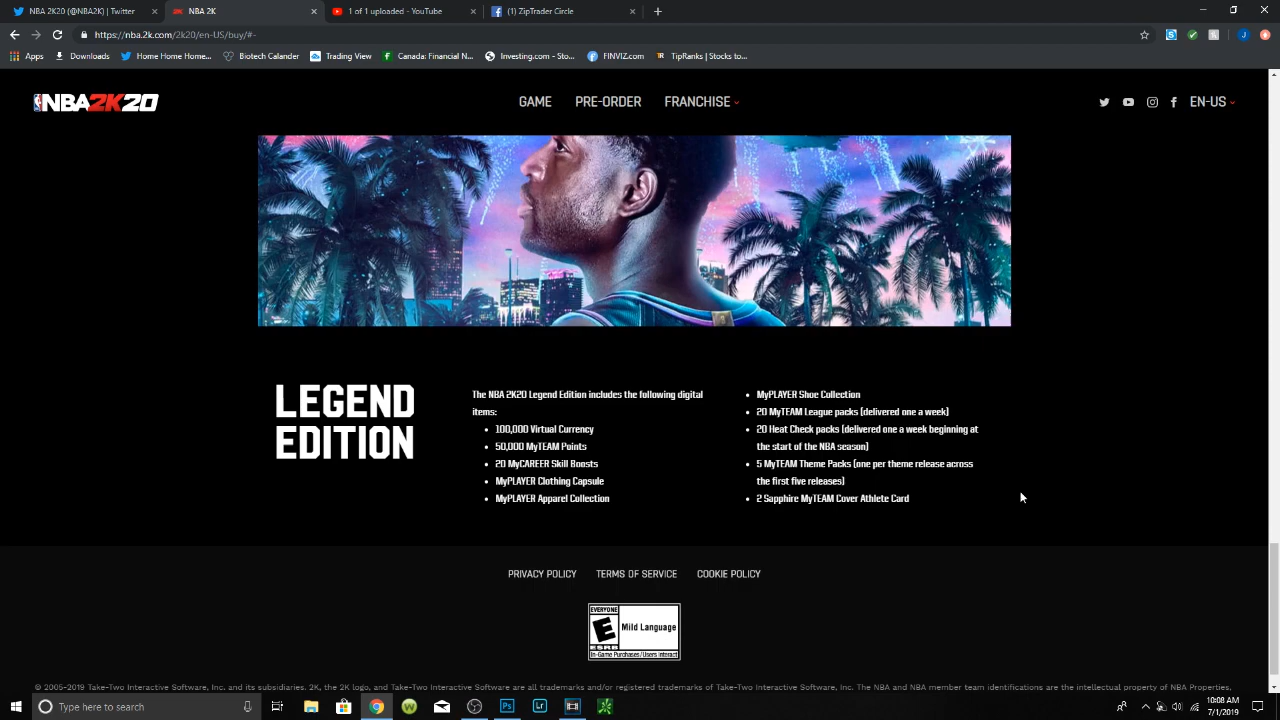 NBA 2K20 (@NBA2K) | Twitter
NBA 2K
1 of 1 uploaded - YouTube
(1) ZipTrader Circle
https://nba.2k.com/2k20/en-US/buy/#-
Apps
Downloads
Home Home Home...
Biotech Calander
Trading View
Canada: Financial N...
Investing.com - Sto...
FINVIZ.com
TipRanks | Stocks to...
NBA2K20
GAME
PRE-ORDER
FRANCHISE
EN-US
LEGEND
EDITION
The NBA 2K20 Legend Edition includes the following digital
items:
• 100,000 Virtual Currency
• 50,000 MyTEAM Points
• 20 MyCAREER Skill Boosts
• MyPLAYER Clothing Capsule
• MyPLAYER Apparel Collection
• MyPLAYER Shoe Collection
• 20 MyTEAM League packs (delivered one a week)
• 20 Heat Check packs (delivered one a week beginning at
the start of the NBA season)
• 5 MyTEAM Theme Packs (one per theme release across
the first five releases)
• 2 Sapphire MyTEAM Cover Athlete Card
PRIVACY POLICY
TERMS OF SERVICE
COOKIE POLICY
EVERYONE
E
Mild Language
ESRB
In-Game Purchases/Users Interact
© 2005-2019 Take-Two Interactive Software, Inc. and its subsidiaries. 2K, the 2K logo, and Take-Two Interactive Software are all trademarks and/or registered trademarks of Take-Two Interactive Software, Inc. The NBA and NBA member team identifications are the intellectual property of NBA Properties,
Type here to search
Ps
Lr
10:08 AM
7/1/2019